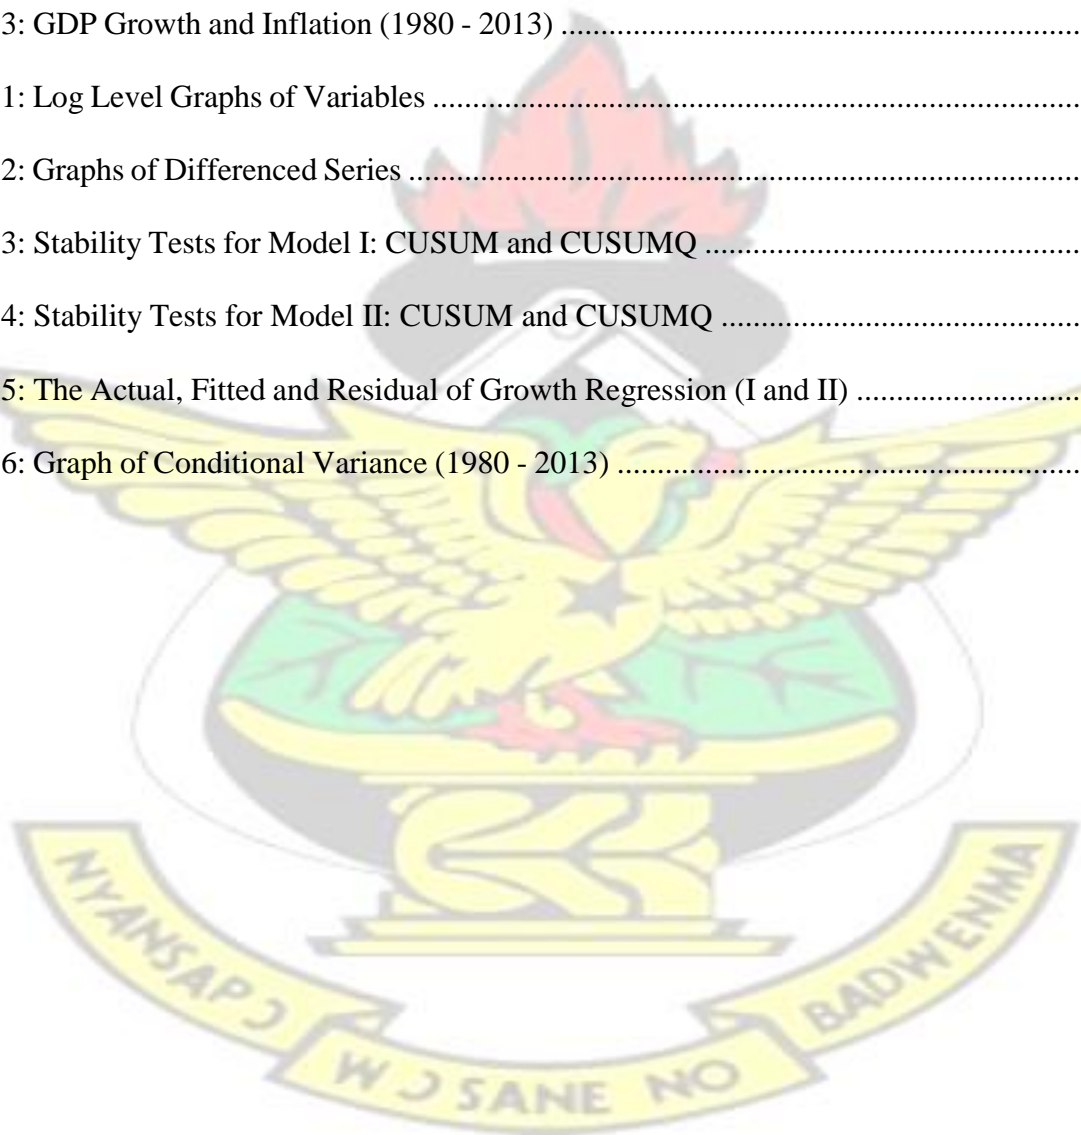 3: GDP Growth and Inflation (1980 - 2013) ....................................................................
1: Log Level Graphs of Variables .......................................................................................
2: Graphs of Differenced Series ..........................................................................................
3: Stability Tests for Model I: CUSUM and CUSUMQ ..................................................
4: Stability Tests for Model II: CUSUM and CUSUMQ ................................................
5: The Actual, Fitted and Residual of Growth Regression (I and II) .............................
6: Graph of Conditional Variance (1980 - 2013) .............................................................
NYANSAPƆ WƆSANE NO BADWENMA